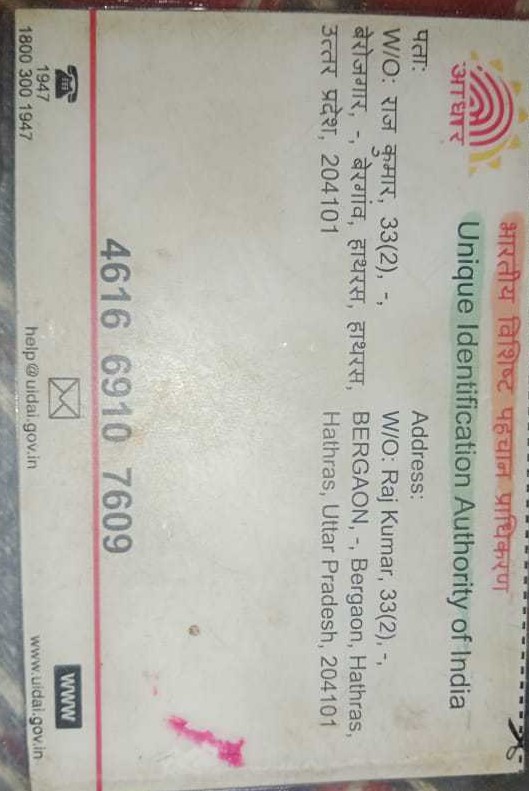 भारतीय विशिष्ट पहचान प्राधिकरण
Unique Identification Authority of India
आधार
पता:
W/O: राज कुमार, 33(2), -,
बेरोजगार, -, बेरगांव, हाथरस, हाथरस,
उत्तर प्रदेश, 204101
Address:
W/O: Raj Kumar, 33(2), -,
BERGAON, -, Bergaon, Hathras,
Hathras, Uttar Pradesh, 204101
4616 6910 7609
1947
1800 300 1947
help@uidai.gov.in
www
www.uidai.gov.in